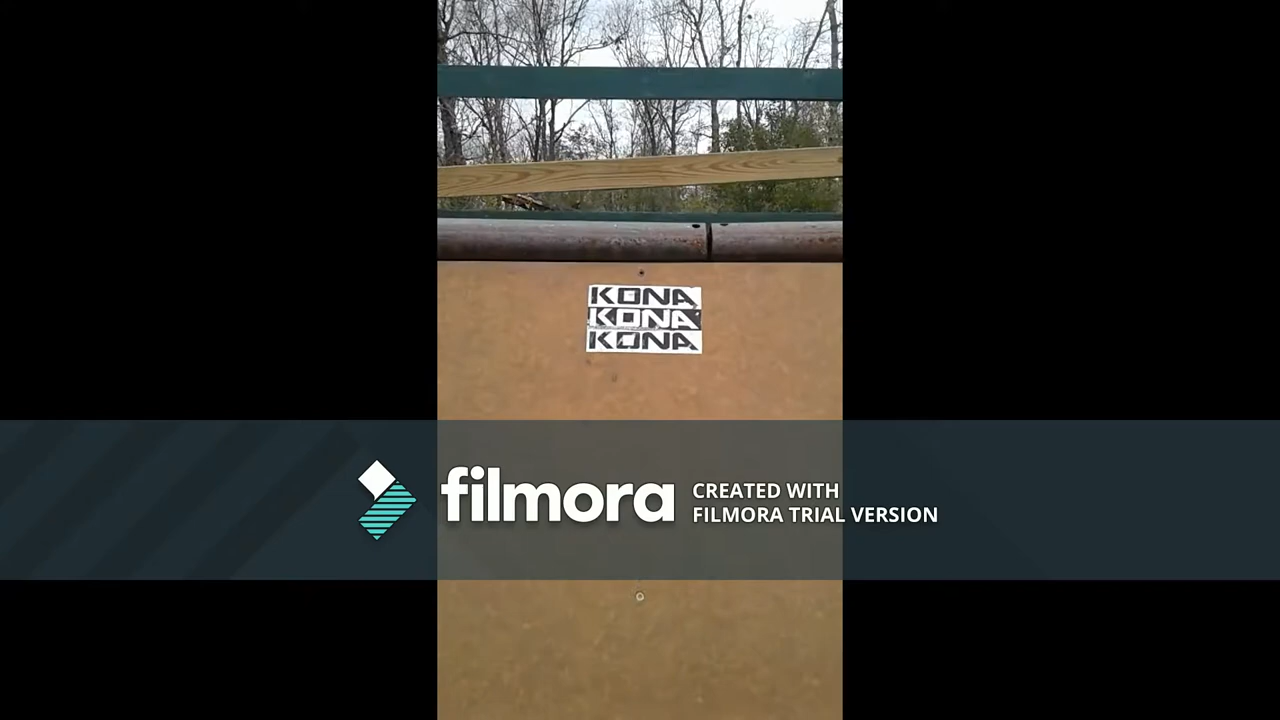 KONA
KONA
KONA
filmora
CREATED WITH
FILMORA TRIAL VERSION